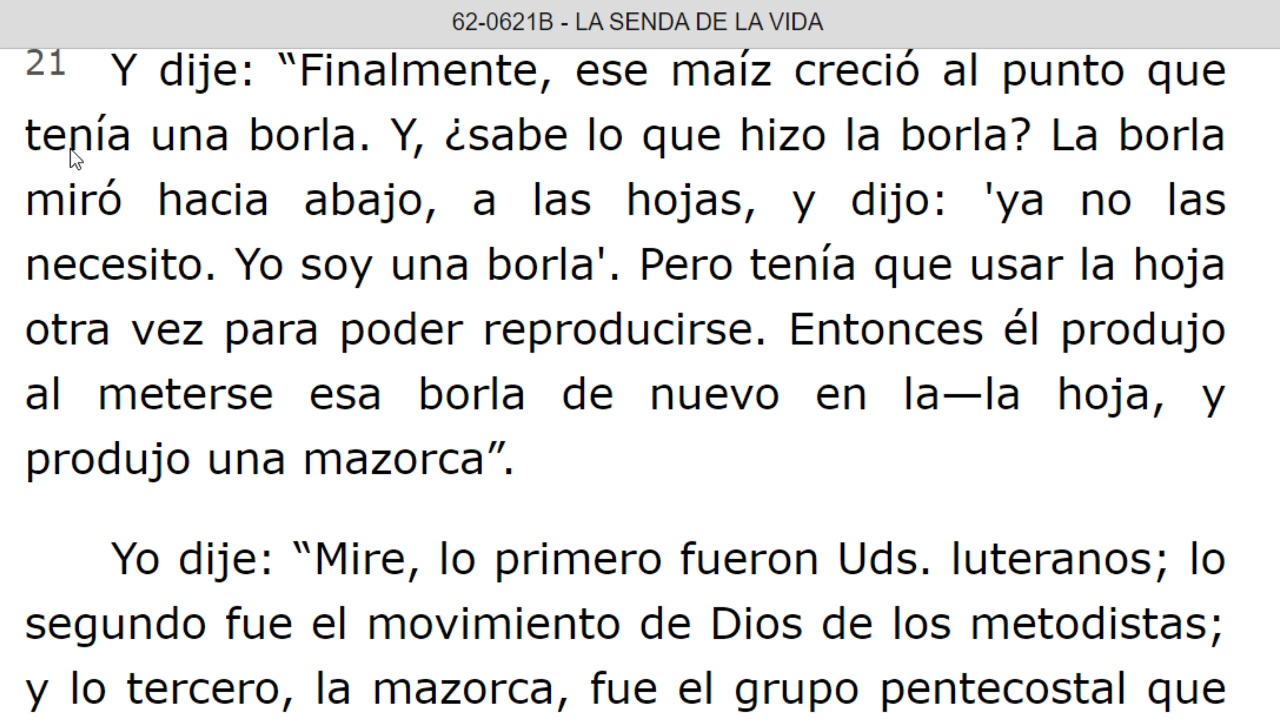 62-0621B - LA SENDA DE LA VIDA
21 Y dije: “Finalmente, ese maíz creció al punto que
tenía una borla. Y, ¿sabe lo que hizo la borla? La borla
miró hacia abajo, a las hojas, y dijo: 'ya no las
necesito. Yo soy una borla'. Pero tenía que usar la hoja
otra vez para poder reproducirse. Entonces él produjo
al meterse esa borla de nuevo en la—la hoja, y
produjo una mazorca”.
Yo dije: “Mire, lo primero fueron Uds. luteranos; lo
segundo fue el movimiento de Dios de los metodistas;
y lo tercero, la mazorca, fue el grupo pentecostal que